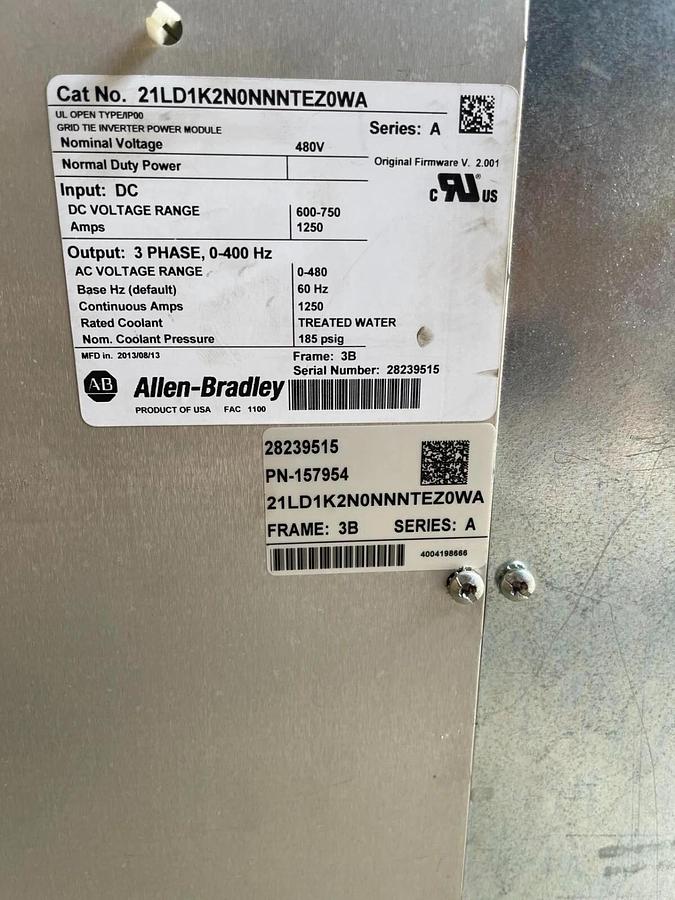 Cat No. 21LD1K2N0NNNTEZ0WA
UL OPEN TYPE/IP00
GRID TIE INVERTER POWER MODULE
Series: A
Nominal Voltage 480V
Normal Duty Power
Original Firmware V. 2.001
Input: DC
C RU® US
DC VOLTAGE RANGE 600-750
Amps 1250
Output: 3 PHASE, 0-400 Hz
AC VOLTAGE RANGE 0-480
Base Hz (default) 60 Hz
Continuous Amps 1250
Rated Coolant TREATED WATER
Nom. Coolant Pressure 185 psig
MFD in. 2013/08/13 Frame: 3B
Serial Number: 28239515
AB Allen-Bradley
PRODUCT OF USA FAC 1100
28239515
PN-157954
21LD1K2N0NNNTEZ0WA
FRAME: 3B SERIES: A
4004198666